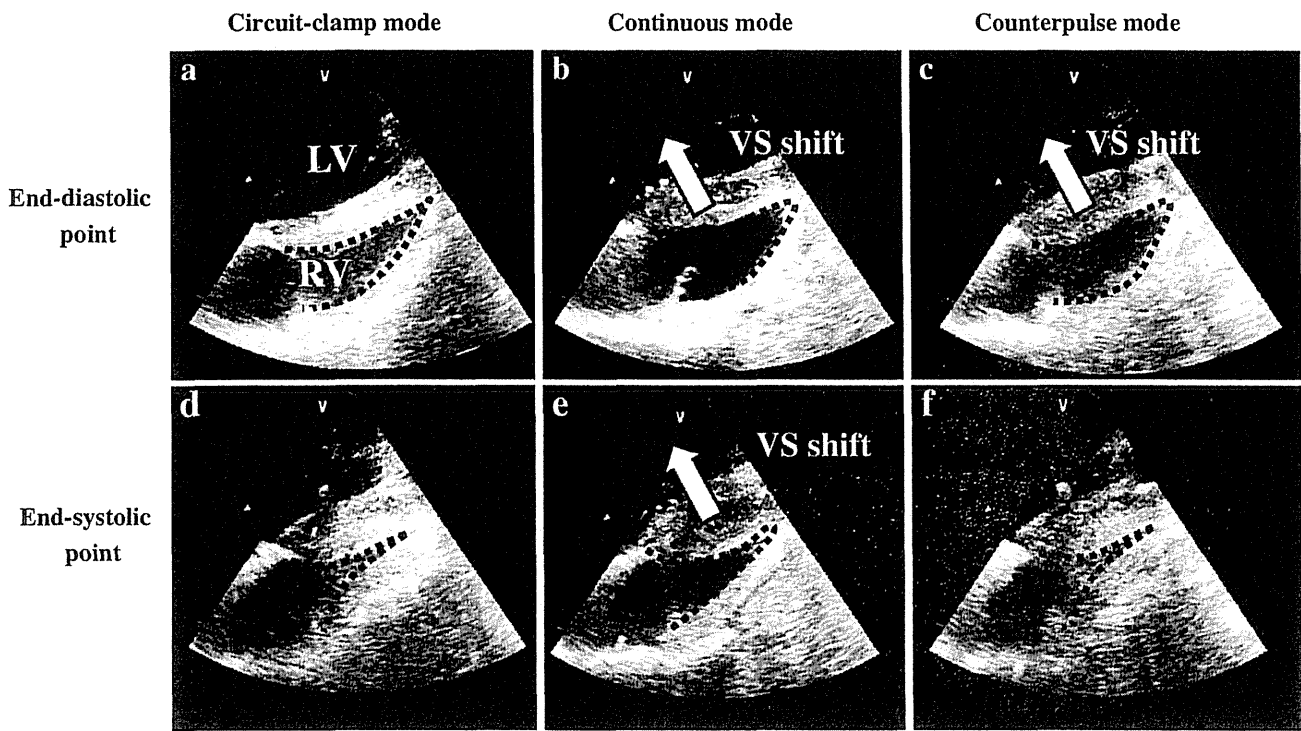 Circuit-clamp mode
Continuous mode
Counterpulse mode
End-diastolic
point
a
v
LV
RV
b
v
VS shift
c
v
VS shift
End-systolic
point
d
v
e
v
VS shift
f
v